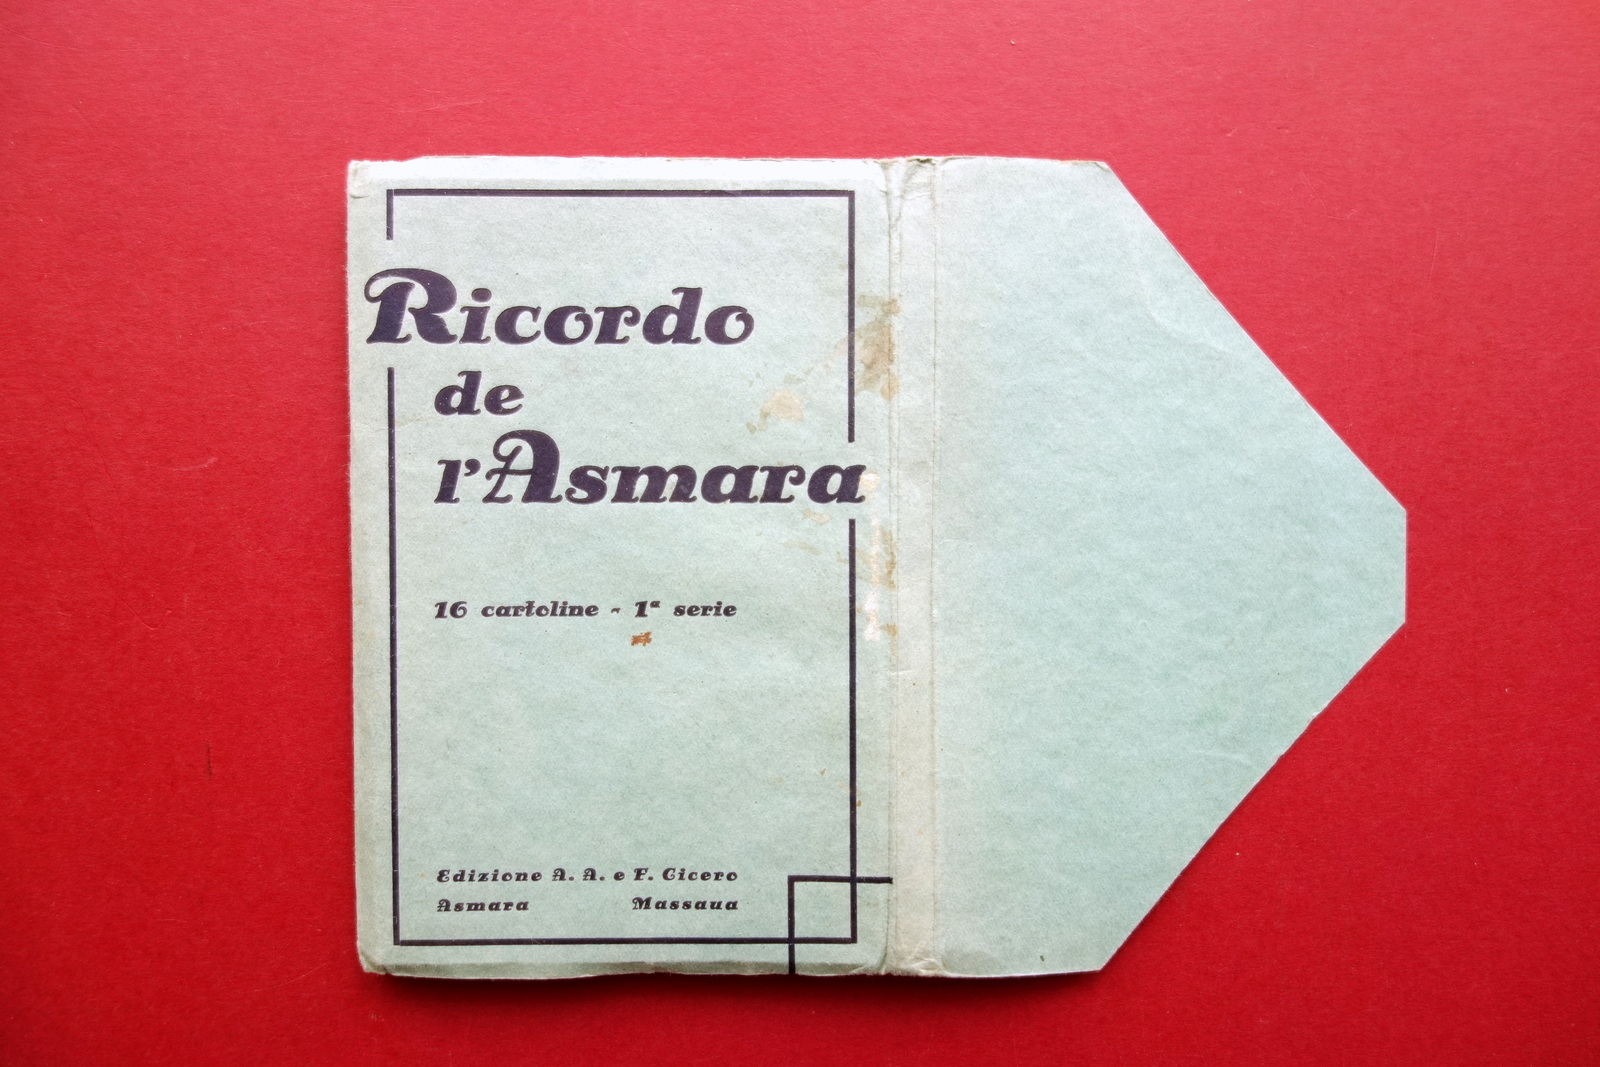 Ricordo
de
l'Asmara
16 cartoline - 1ª serie
Edizione A. A. e F. Cicero
Asmara Massaua